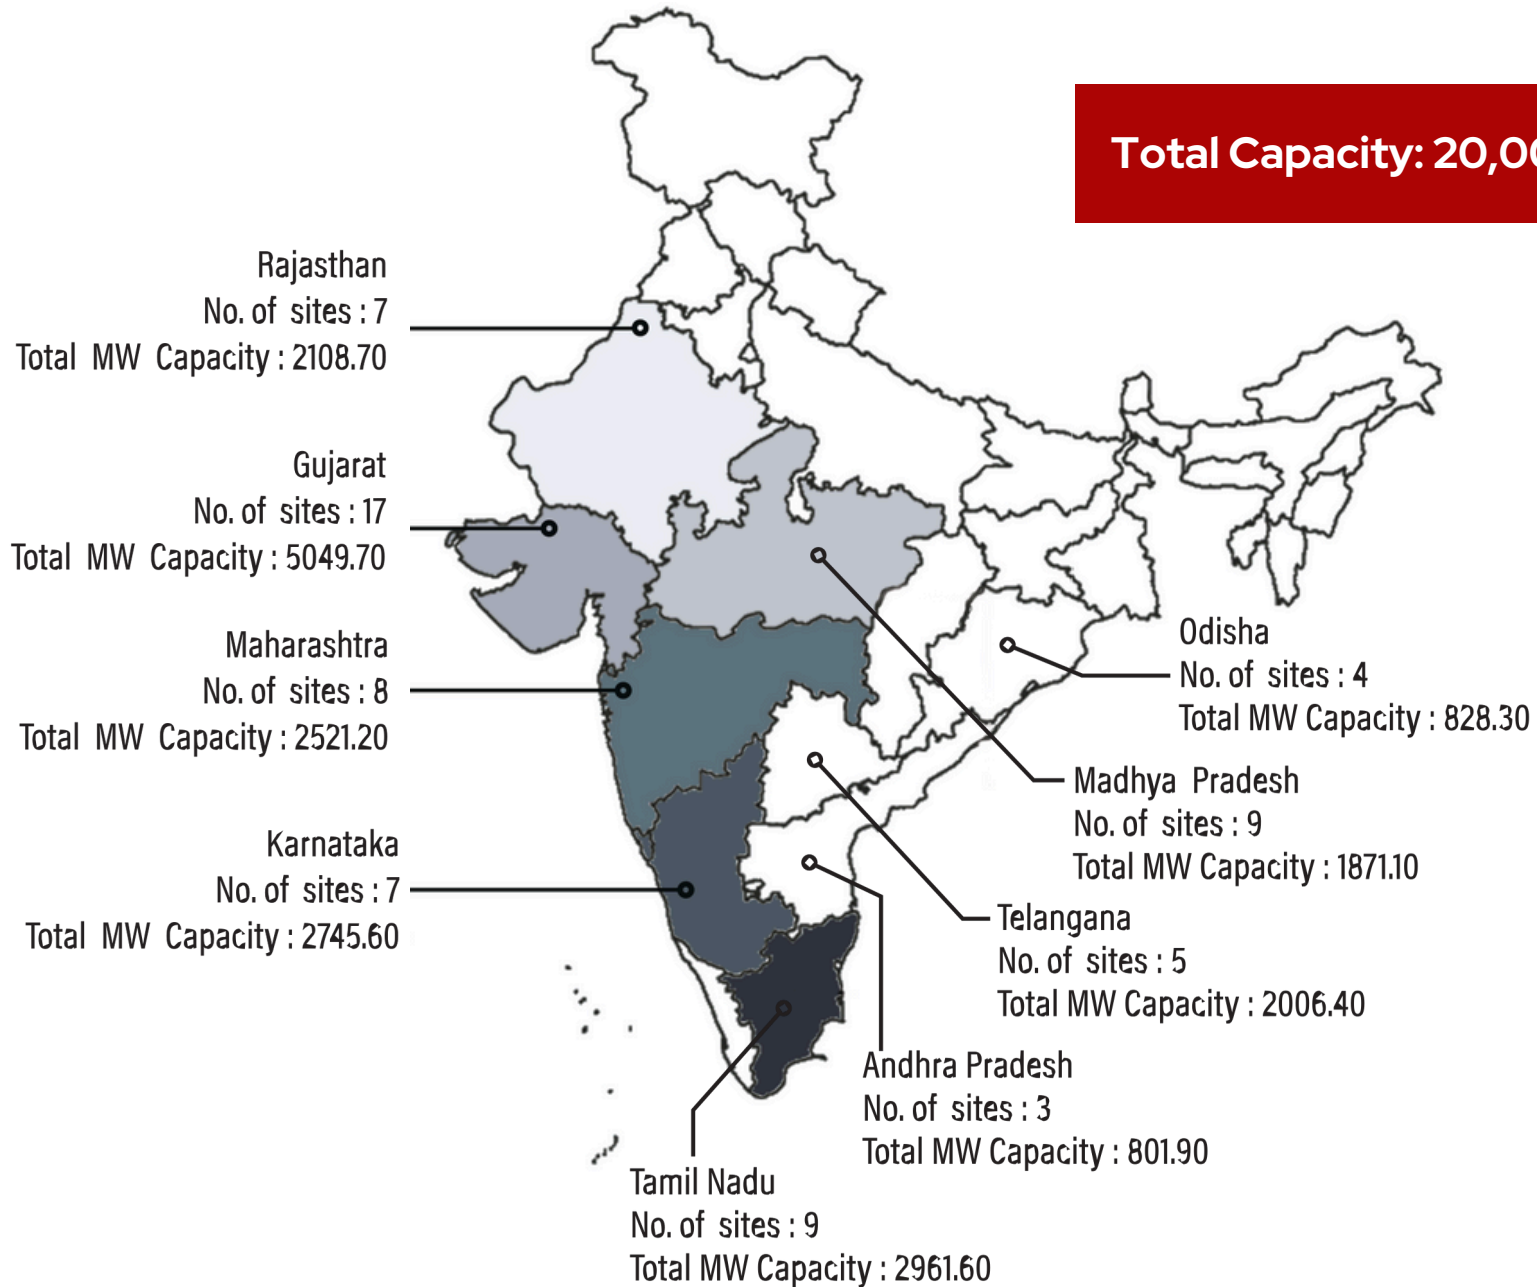 Total Capacity: 20,00
Rajasthan
No. of sites : 7
Total MW Capacity : 2108.70
Gujarat
No. of sites : 17
Total MW Capacity : 5049.70
Maharashtra
No. of sites : 8
Total MW Capacity : 2521.20
Karnataka
No. of sites : 7
Total MW Capacity : 2745.60
Odisha
No. of sites : 4
Total MW Capacity : 828.30
Madhya Pradesh
No. of sites : 9
Total MW Capacity : 1871.10
Telangana
No. of sites : 5
Total MW Capacity : 2006.40
Andhra Pradesh
No. of sites : 3
Total MW Capacity : 801.90
Tamil Nadu
No. of sites : 9
Total MW Capacity : 2961.60